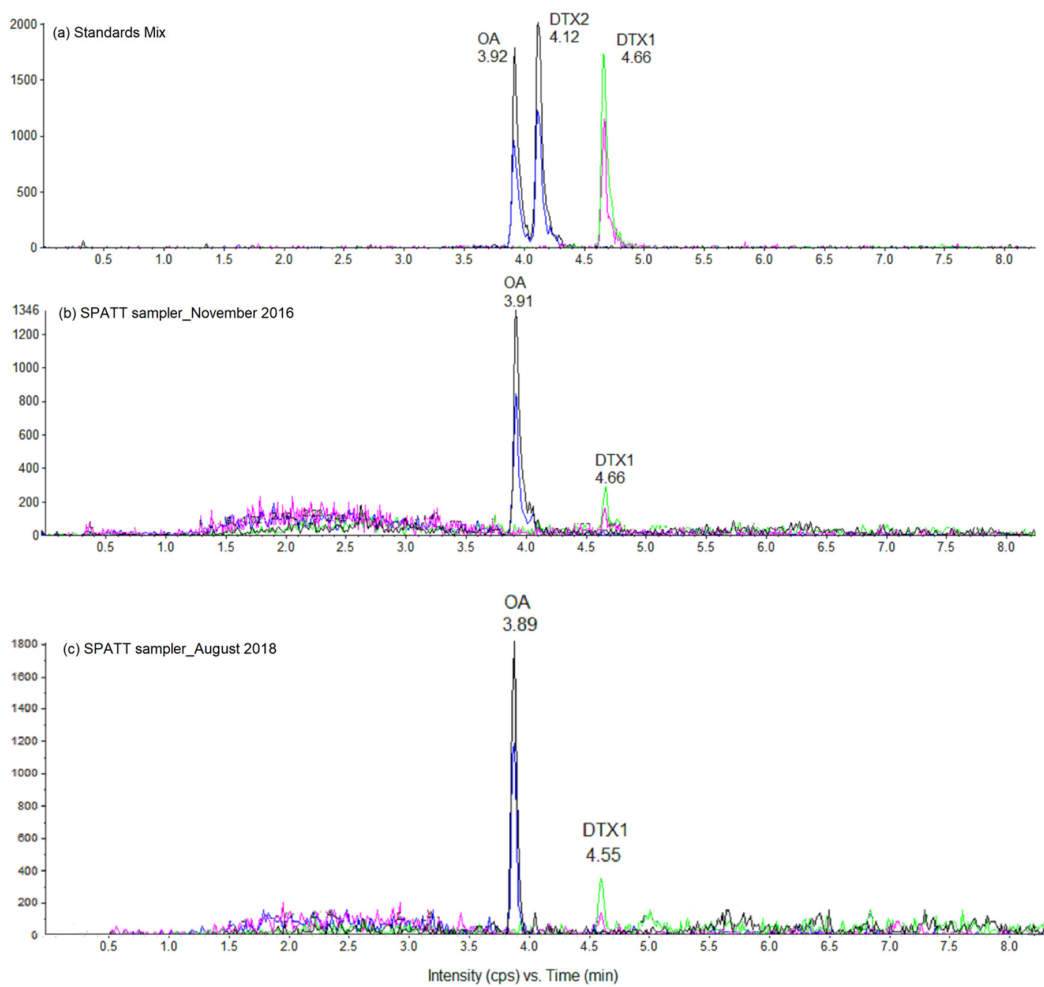 (a) Standards Mix
OA
3.92
DTX2
4.12
DTX1
4.66
2000
1500
1000
500
0
0.5 1.0 1.5 2.0 2.5 3.0 3.5 4.0 4.5 5.0 5.5 6.0 6.5 7.0 7.5 8.0
(b) SPATT sampler_November 2016
OA
3.91
DTX1
4.66
1346
1200
1000
800
600
400
200
0
0.5 1.0 1.5 2.0 2.5 3.0 3.5 4.0 4.5 5.0 5.5 6.0 6.5 7.0 7.5 8.0
(c) SPATT sampler_August 2018
OA
3.89
DTX1
4.55
1800
1600
1400
1200
1000
800
600
400
200
0
0.5 1.0 1.5 2.0 2.5 3.0 3.5 4.0 4.5 5.0 5.5 6.0 6.5 7.0 7.5 8.0
Intensity (cps) vs. Time (min)